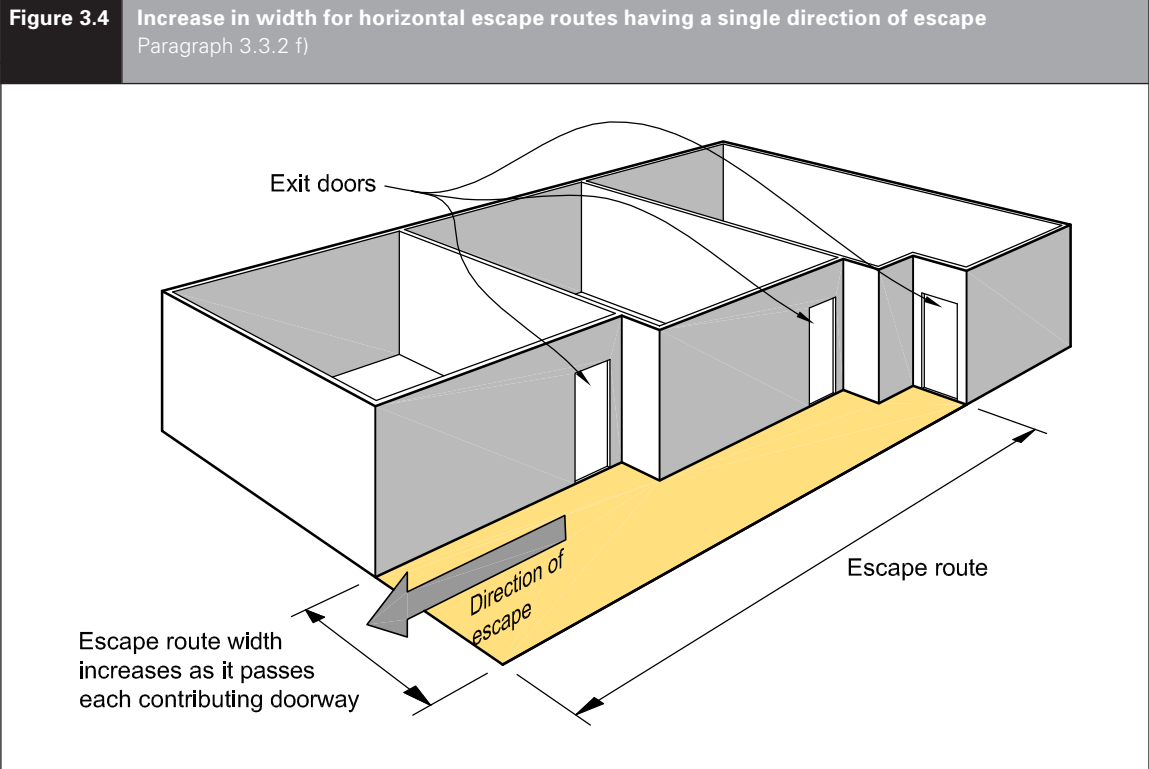 Figure 3.4
Increase in width for horizontal escape routes having a single direction of escape
Paragraph 3.3.2 f)
Exit doors
Direction of
escape
Escape route
Escape route width
increases as it passes
each contributing doorway